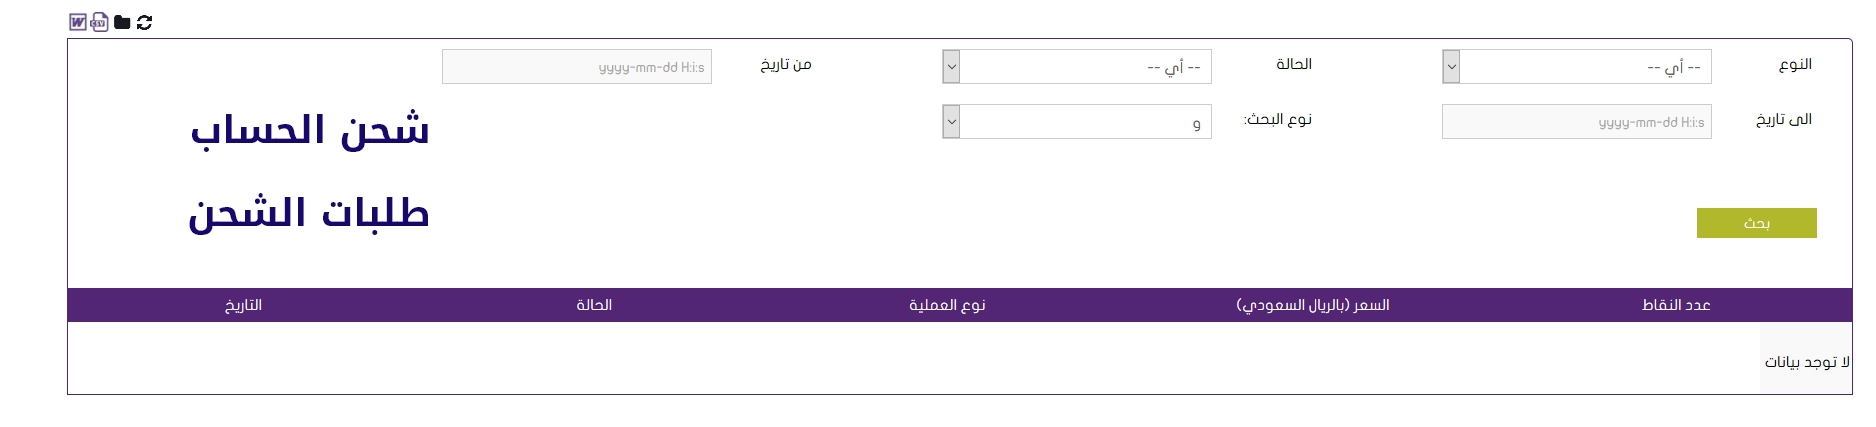 W CSV
النوع -- أي -- الحالة -- أي -- من تاريخ yyyy-mm-dd H:i:s
الى تاريخ yyyy-mm-dd H:i:s نوع البحث: و
شحن الحساب
طلبات الشحن
بحث
عدد النقاط السعر (بالريال السعودي) نوع العملية الحالة التاريخ
لا توجد بيانات